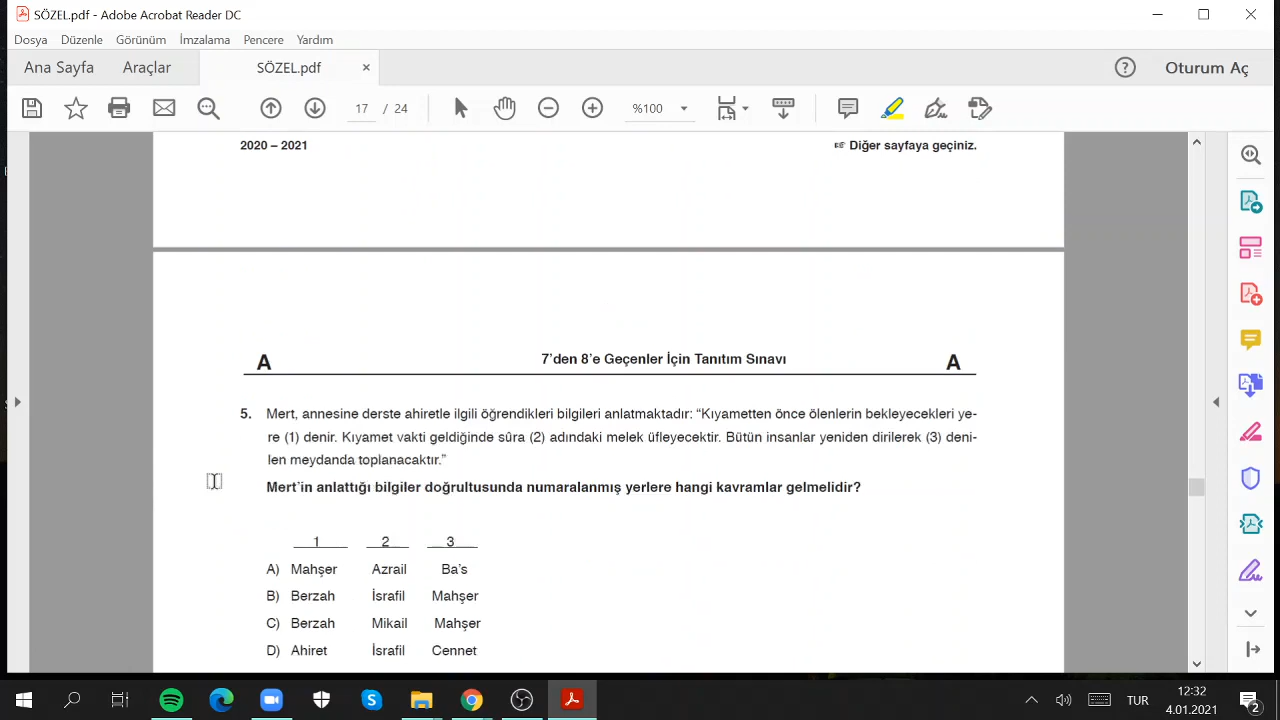 SÖZEL.pdf - Adobe Acrobat Reader DC
Dosya Düzenle Görünüm İmzalama Pencere Yardım
Ana Sayfa Araçlar SÖZEL.pdf × ? Oturum Aç
17 / 24 %100
2020 – 2021 ☞ Diğer sayfaya geçiniz.
A 7’den 8’e Geçenler İçin Tanıtım Sınavı A
5. Mert, annesine derste ahiretle ilgili öğrendikleri bilgileri anlatmaktadır: “Kıyametten önce ölenlerin bekleyecekleri ye-
re (1) denir. Kıyamet vakti geldiğinde sûra (2) adındaki melek üfleyecektir. Bütün insanlar yeniden dirilerek (3) deni-
len meydanda toplanacaktır.”
Mert’in anlattığı bilgiler doğrultusunda numaralanmış yerlere hangi kavramlar gelmelidir?
1 2 3
A) Mahşer Azrail Ba’s
B) Berzah İsrafil Mahşer
C) Berzah Mikail Mahşer
D) Ahiret İsrafil Cennet
TUR 12:32
4.01.2021 2